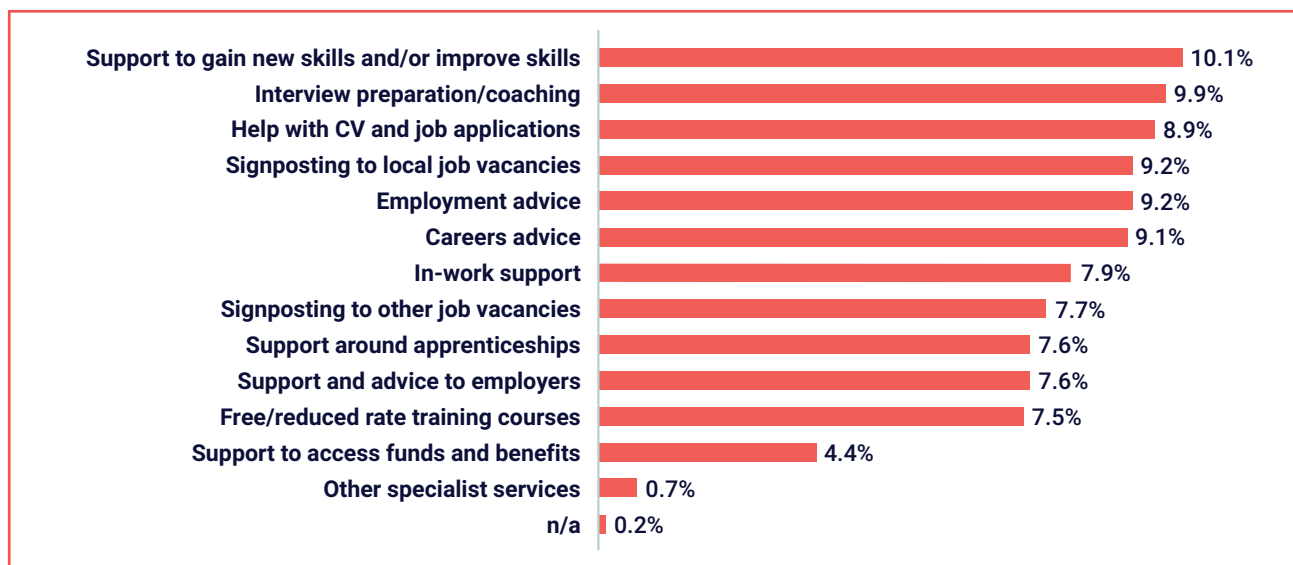 Support to gain new skills and/or improve skills 10.1%
Interview preparation/coaching 9.9%
Help with CV and job applications 8.9%
Signposting to local job vacancies 9.2%
Employment advice 9.2%
Careers advice 9.1%
In-work support 7.9%
Signposting to other job vacancies 7.7%
Support around apprenticeships 7.6%
Support and advice to employers 7.6%
Free/reduced rate training courses 7.5%
Support to access funds and benefits 4.4%
Other specialist services 0.7%
n/a 0.2%